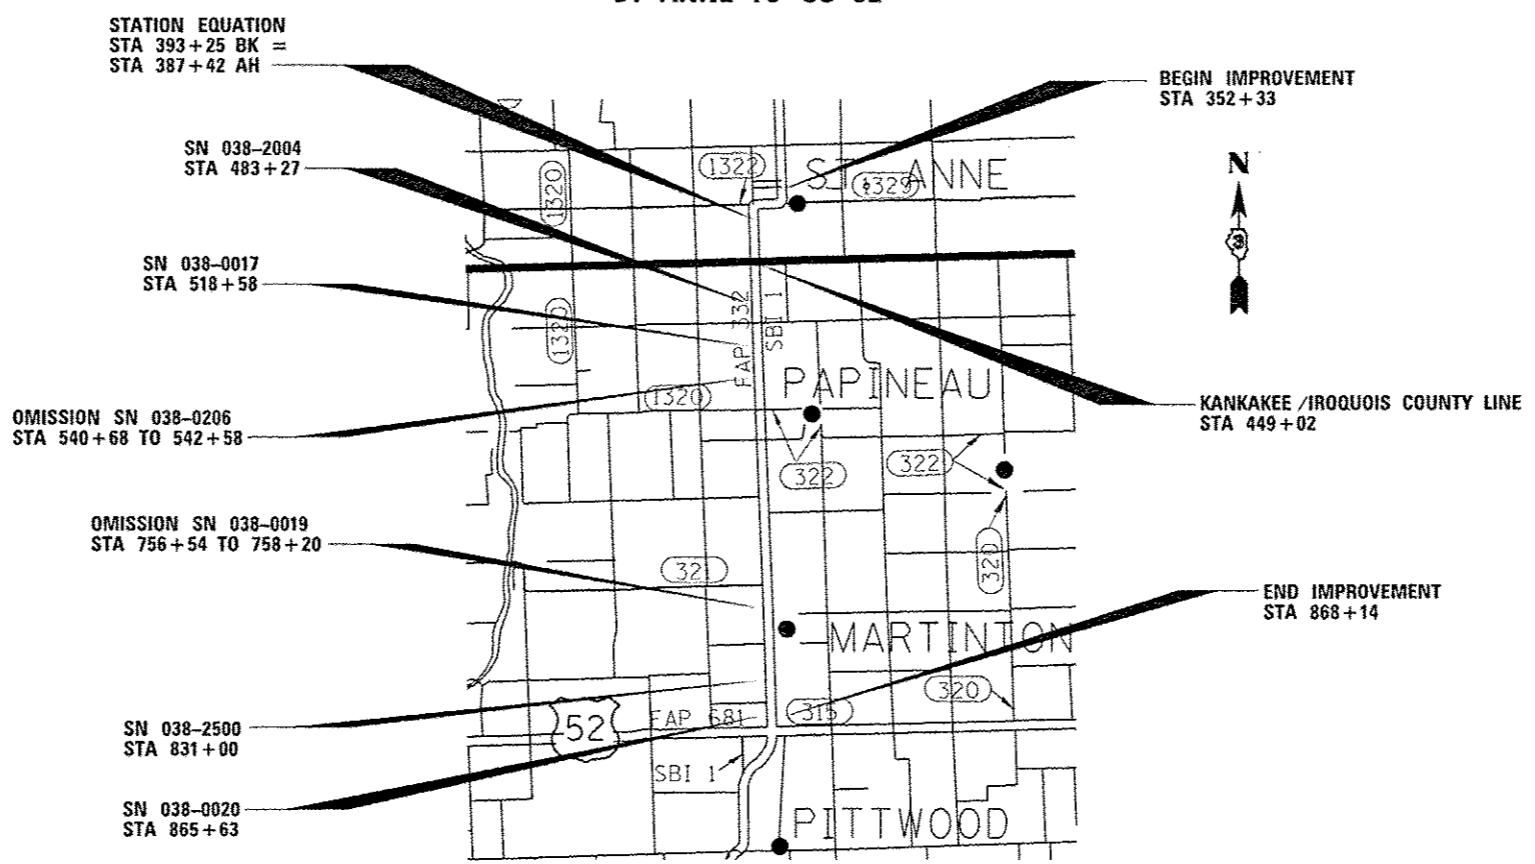 STATION EQUATION
STA 393+25 BK =
STA 387+42 AH
BEGIN IMPROVEMENT
STA 352+33
SN 038-2004
STA 483+27
SN 038-0017
STA 518+58
OMISSION SN 038-0206
STA 540+68 TO 542+58
OMISSION SN 038-0019
STA 756+54 TO 758+20
SN 038-2500
STA 831+00
SN 038-0020
STA 865+63
KANKAKEE/IROQUOIS COUNTY LINE
STA 449+02
END IMPROVEMENT
STA 868+14
N
3
1322
ST ANNE
1329
1320
1320
FAP 332
SBI 1
PAPINEAU
1320
322
322
320
321
MARTINTON
320
52
FAP 681
315
SBI 1
PITTWOOD